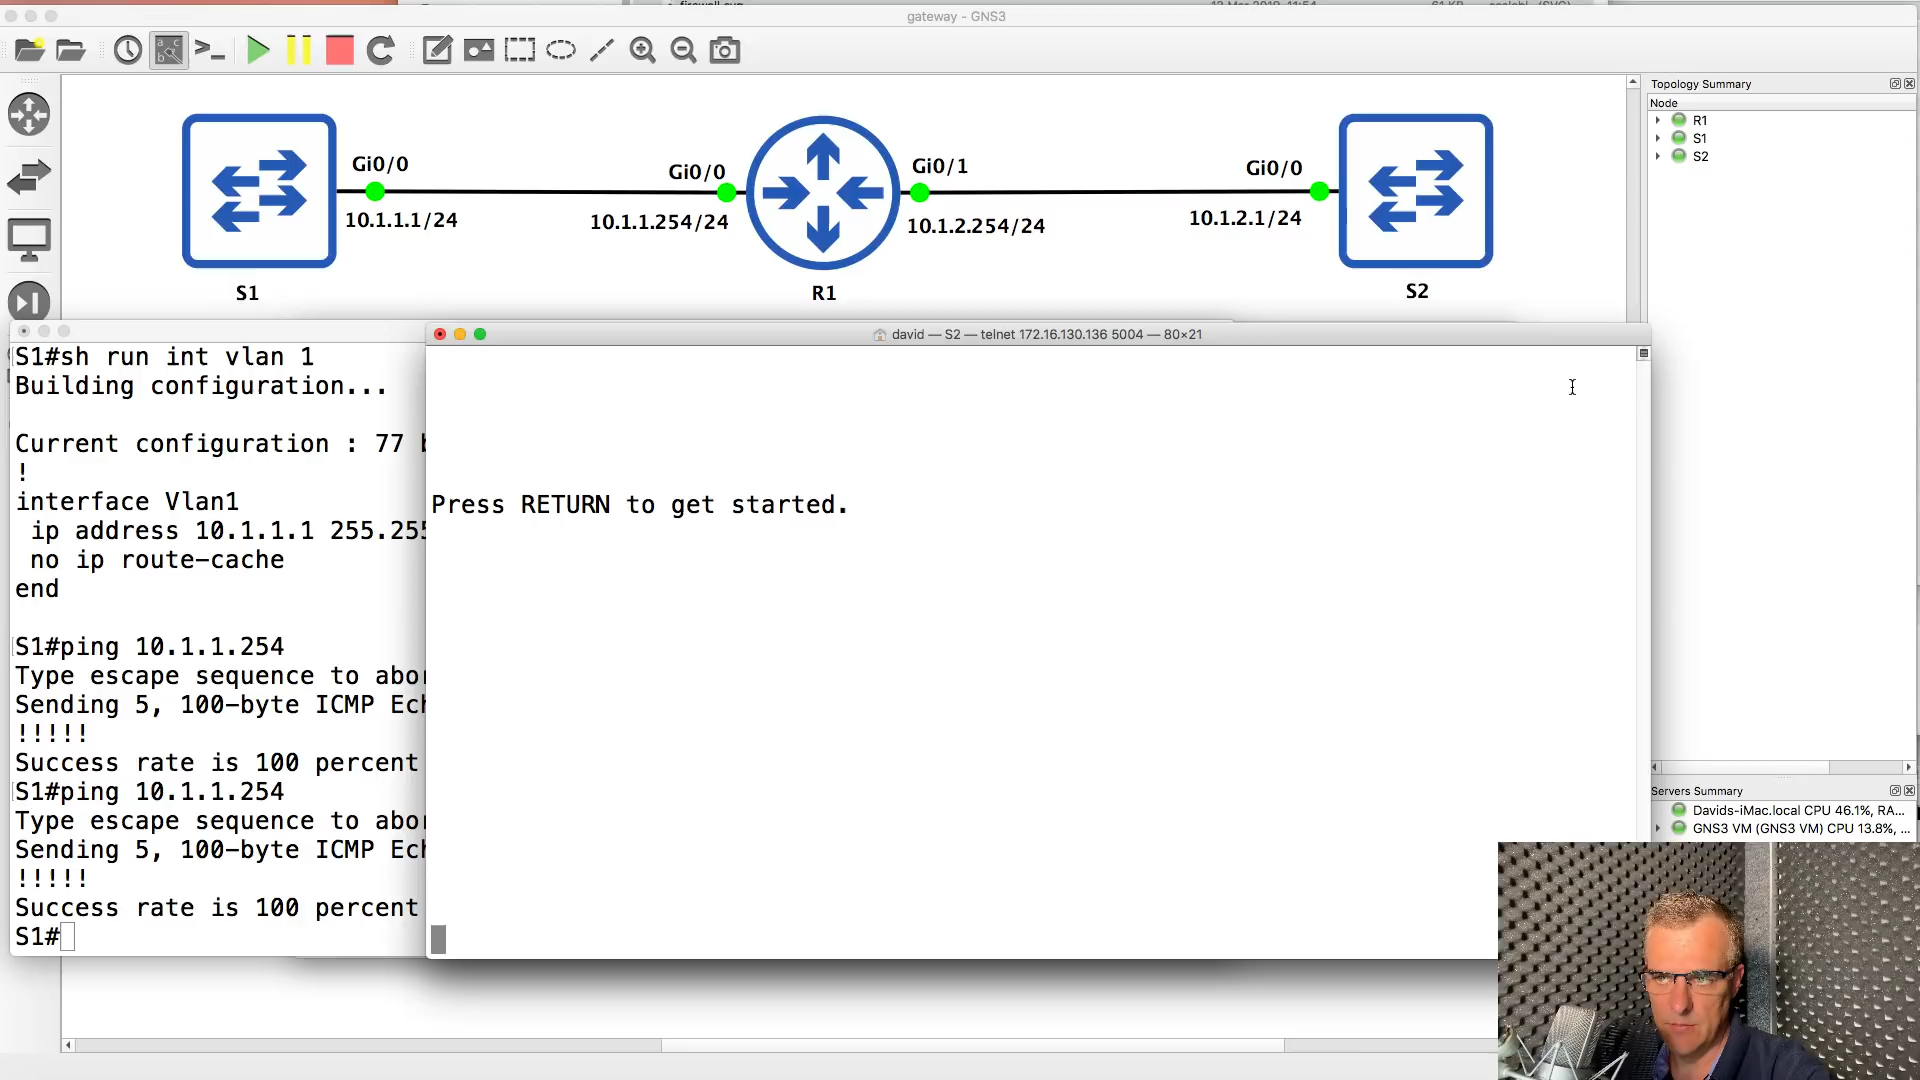 gateway - GNS3
Gi0/0
Gi0/0
Gi0/1
Gi0/0
10.1.1.1/24
10.1.1.254/24
10.1.2.254/24
10.1.2.1/24
S1
R1
S2
Topology Summary
Node
R1
S1
S2
S1#sh run int vlan 1
Building configuration...
Current configuration : 77
!
interface Vlan1
ip address 10.1.1.1 255.255
no ip route-cache
end
S1#ping 10.1.1.254
Type escape sequence to abor
Sending 5, 100-byte ICMP Ech
!!!!!
Success rate is 100 percent
S1#ping 10.1.1.254
Type escape sequence to abor
Sending 5, 100-byte ICMP Ech
!!!!!
Success rate is 100 percent
S1#
david — S2 — telnet 172.16.130.136 5004 — 80×21
Press RETURN to get started.
Servers Summary
Davids-iMac.local CPU 46.1%, RA...
GNS3 VM (GNS3 VM) CPU 13.8%, ...